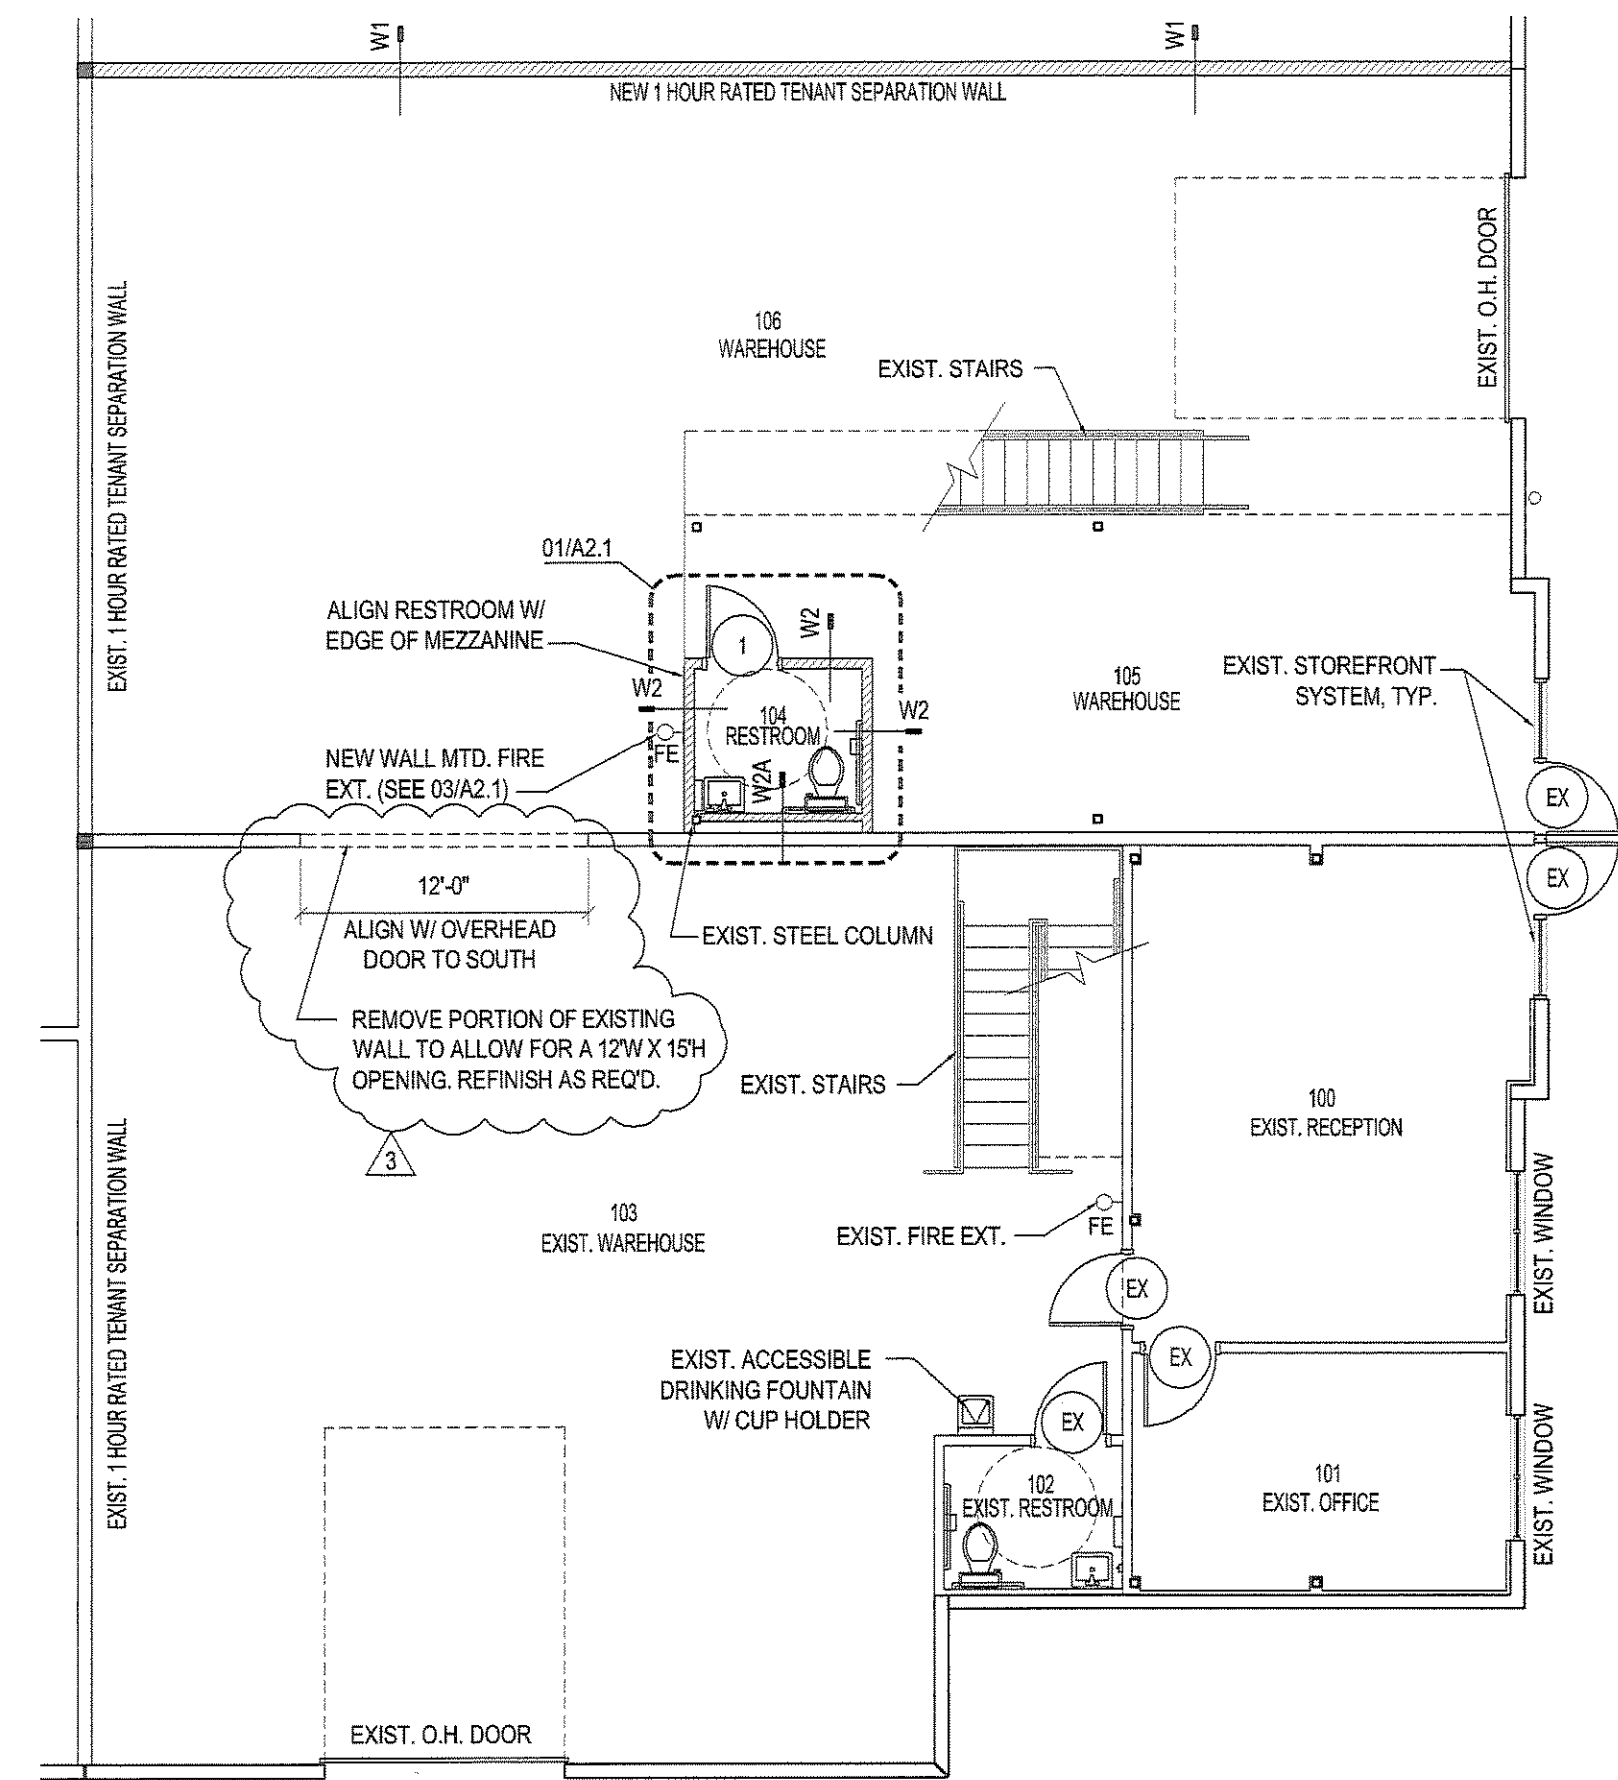 W1
W1
NEW 1 HOUR RATED TENANT SEPARATION WALL
EXIST. 1 HOUR RATED TENANT SEPARATION WALL
EXIST. O.H. DOOR
106
WAREHOUSE
EXIST. STAIRS
01/A2.1
ALIGN RESTROOM W/
EDGE OF MEZZANINE
W2
1
W2
W2
104
RESTROOM
W2A
FE
105
WAREHOUSE
EXIST. STOREFRONT
SYSTEM, TYP.
NEW WALL MTD. FIRE
EXT. (SEE 03/A2.1)
EX
EX
12'-0"
ALIGN W/ OVERHEAD
DOOR TO SOUTH
EXIST. STEEL COLUMN
REMOVE PORTION OF EXISTING
WALL TO ALLOW FOR A 12'W X 15'H
OPENING. REFINISH AS REQ'D.
3
EXIST. STAIRS
100
EXIST. RECEPTION
EXIST. 1 HOUR RATED TENANT SEPARATION WALL
103
EXIST. WAREHOUSE
EXIST. FIRE EXT.
FE
EXIST. WINDOW
EX
EX
EXIST. ACCESSIBLE
DRINKING FOUNTAIN
W/ CUP HOLDER
EX
102
EXIST. RESTROOM
101
EXIST. OFFICE
EXIST. WINDOW
EXIST. O.H. DOOR